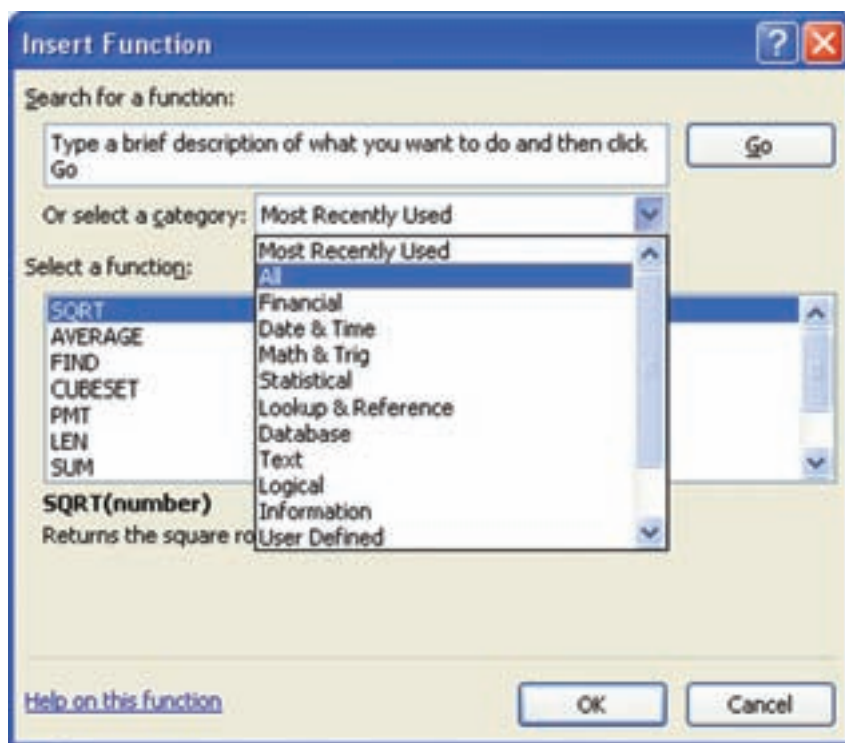 Insert Function
Search for a function:
Type a brief description of what you want to do and then click
Go
Go
Or select a category: Most Recently Used
Most Recently Used
All
Financial
Date & Time
Math & Trig
Statistical
Lookup & Reference
Database
Text
Logical
Information
User Defined
Select a function:
SQRT
AVERAGE
FIND
CUBESET
PMT
LEN
SUM
SQRT(number)
Returns the square ro
Help on this function
OK
Cancel